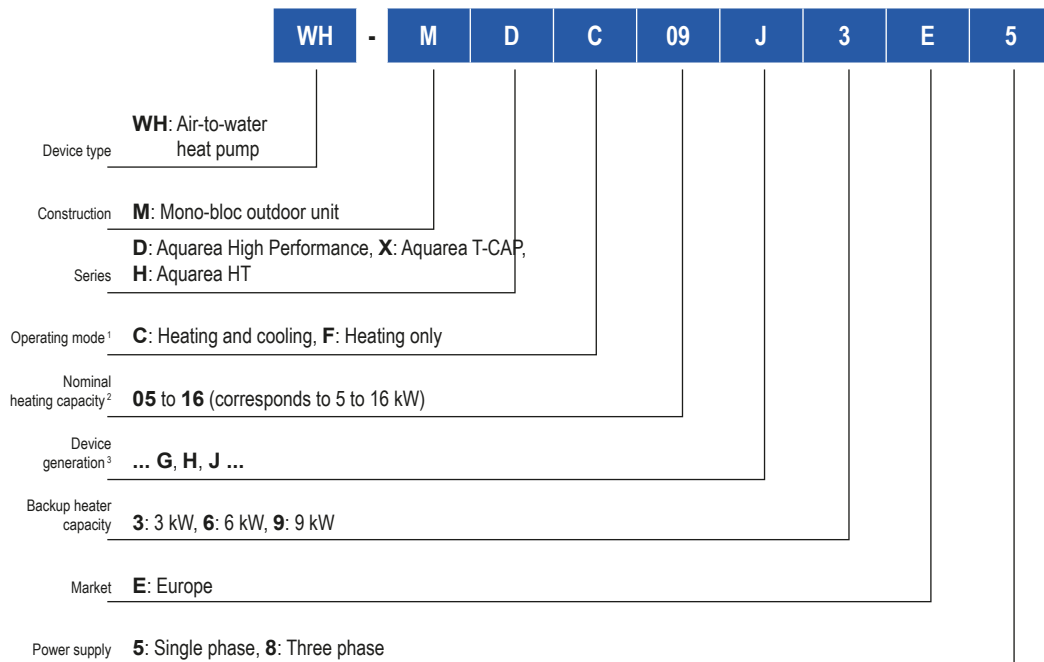 WH - M D C 09 J 3 E 5
WH: Air-to-water
heat pump
Device type
Construction M: Mono-bloc outdoor unit
D: Aquarea High Performance, X: Aquarea T-CAP,
Series H: Aquarea HT
Operating mode ¹ C: Heating and cooling, F: Heating only
Nominal
heating capacity ² 05 to 16 (corresponds to 5 to 16 kW)
Device
generation ³ ... G, H, J ...
Backup heater
capacity 3: 3 kW, 6: 6 kW, 9: 9 kW
Market E: Europe
Power supply 5: Single phase, 8: Three phase